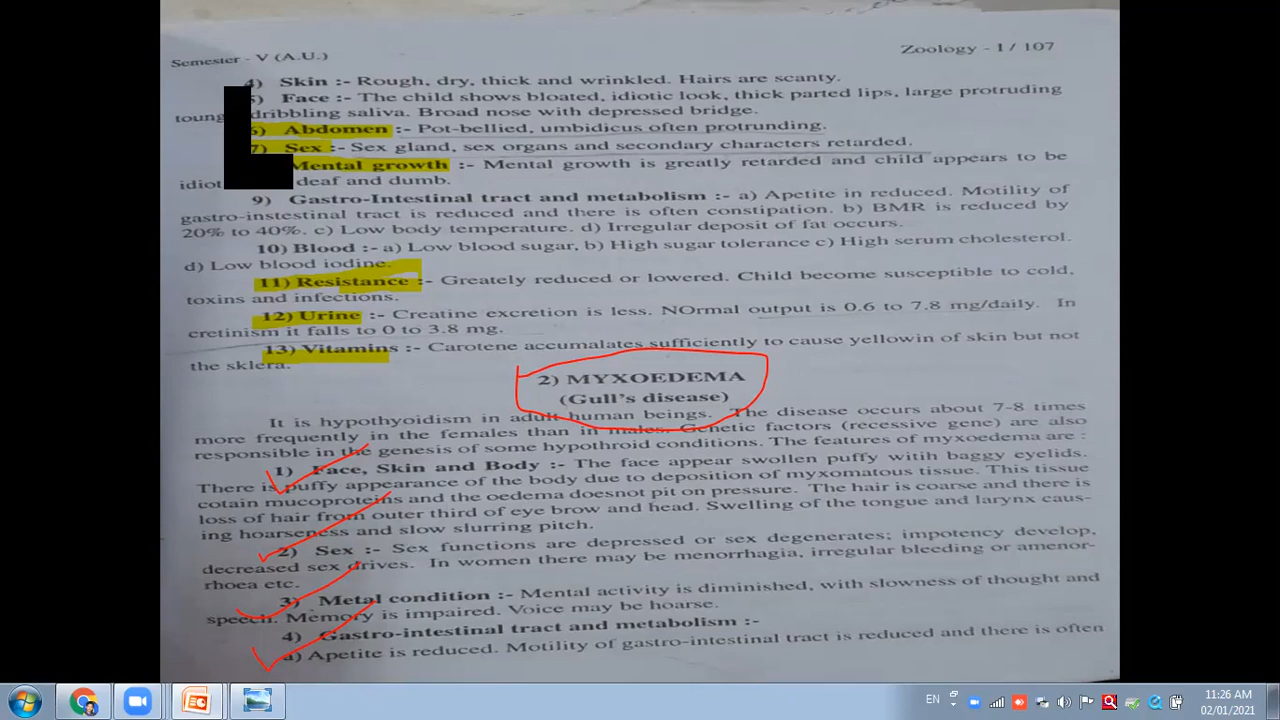 Semester - V (A.U.)
Zoology - I / 107
4) Skin :- Rough, dry, thick and wrinkled. Hairs are scanty.
5) Face :- The child shows bloated, idiotic look, thick parted lips, large protruding
toung dribbling saliva. Broad nose with depressed bridge.
6) Abdomen :- Pot-bellied, umbidicus often protrunding.
7) Sex :- Sex gland, sex organs and secondary characters retarded.
Mental growth :- Mental growth is greatly retarded and child appears to be
idiot deaf and dumb.
9) Gastro-Intestinal tract and metabolism :- a) Apetite in reduced. Motility of
gastro-instestinal tract is reduced and there is often constipation. b) BMR is reduced by
20% to 40%. c) Low body temperature. d) Irregular deposit of fat occurs.
10) Blood :- a) Low blood sugar, b) High sugar tolerance c) High serum cholesterol.
d) Low blood iodine.
11) Resistance :- Greately reduced or lowered. Child become susceptible to cold,
toxins and infections.
12) Urine :- Creatine excretion is less. NOrmal output is 0.6 to 7.8 mg/daily. In
cretinism it falls to 0 to 3.8 mg.
13) Vitamins :- Carotene accumalates sufficiently to cause yellowin of skin but not
the sklera.
2) MYXOEDEMA
(Gull's disease)
It is hypothyoidism in adult human beings. The disease occurs about 7-8 times
more frequently in the females than in males. Genetic factors (recessive gene) are also
responsible in the genesis of some hypothroid conditions. The features of myxoedema are :
1) Face, Skin and Body :- The face appear swollen puffy witih baggy eyelids.
There is puffy appearance of the body due to deposition of myxomatous tissue. This tissue
cotain mucoproteins and the oedema doesnot pit on pressure. The hair is coarse and there is
loss of hair from outer third of eye brow and head. Swelling of the tongue and larynx caus-
ing hoarseness and slow slurring pitch.
2) Sex :- Sex functions are depressed or sex degenerates; impotency develop,
decreased sex drives. In women there may be menorrhagia, irregular bleeding or amenor-
rhoea etc.
3) Metal condition :- Mental activity is diminished, with slowness of thought and
speech. Memory is impaired. Voice may be hoarse.
4) Gastro-intestinal tract and metabolism :-
a) Apetite is reduced. Motility of gastro-intestinal tract is reduced and there is often
EN
11:26 AM
02/01/2021